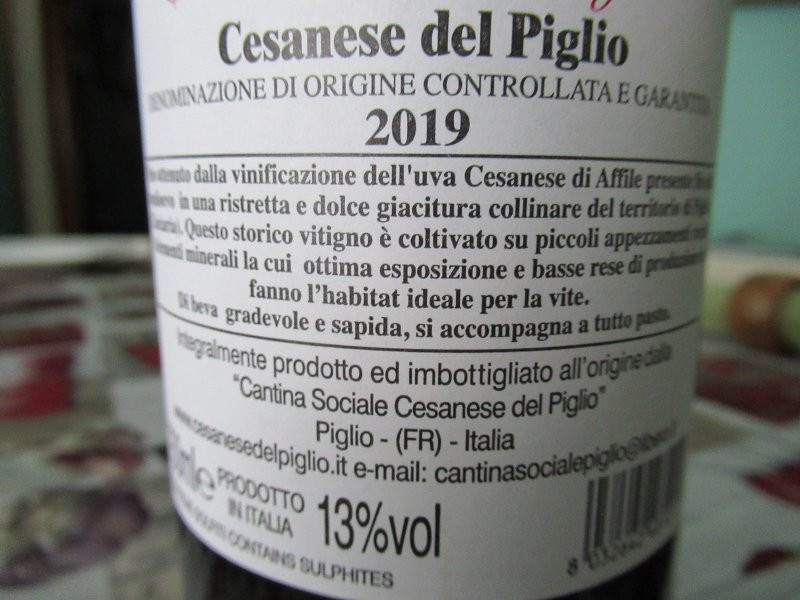 Cesanese del Piglio
DENOMINAZIONE DI ORIGINE CONTROLLATA E GARANTITA
2019
dalla vinificazione dell'uva Cesanese di Affile presente
in una ristretta e dolce giacitura collinare del territorio di
Questo storico vitigno è coltivato su piccoli appezzamenti
minerali la cui ottima esposizione e basse rese di produzione
fanno l'habitat ideale per la vite.
Di beva gradevole e sapida, si accompagna a tutto pasto.
Integralmente prodotto ed imbottigliato all'origine dalla
"Cantina Sociale Cesanese del Piglio"
Piglio - (FR) - Italia
www.cesanesedelpiglio.it e-mail: cantinasocialepiglio@libero.it
PRODOTTO
IN ITALIA
13%vol
CONTAINS SULPHITES